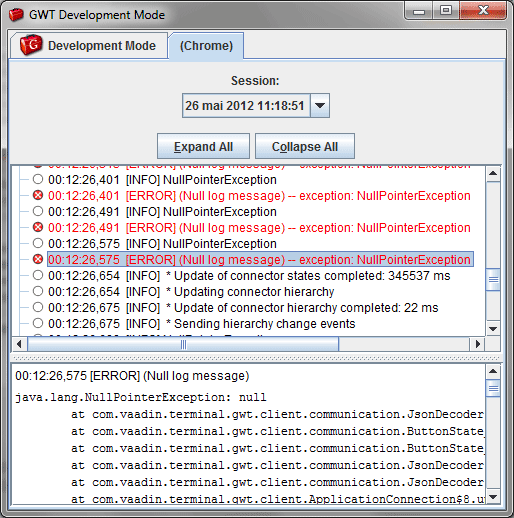 GWT Development Mode
Development Mode
(Chrome)
Session:
26 mai 2012 11:18:51
Expand All
Collapse All
[ERROR] (Null log message) -- exception: NullPointerException
00:12:26,401 [INFO] NullPointerException
00:12:26,401 [ERROR] (Null log message) -- exception: NullPointerException
00:12:26,491 [INFO] NullPointerException
00:12:26,491 [ERROR] (Null log message) -- exception: NullPointerException
00:12:26,575 [INFO] NullPointerException
00:12:26,575 [ERROR] (Null log message) -- exception: NullPointerException
00:12:26,654 [INFO] * Update of connector states completed: 345537 ms
00:12:26,654 [INFO] * Updating connector hierarchy
00:12:26,675 [INFO] * Update of connector hierarchy completed: 22 ms
00:12:26,675 [INFO] * Sending hierarchy change events
00:12:26,575 [ERROR] (Null log message)
java.lang.NullPointerException: null
at com.vaadin.terminal.gwt.client.communication.JsonDecoder
at com.vaadin.terminal.gwt.client.communication.ButtonState_
at com.vaadin.terminal.gwt.client.communication.ButtonState_
at com.vaadin.terminal.gwt.client.communication.JsonDecoder
at com.vaadin.terminal.gwt.client.communication.JsonDecoder
at com.vaadin.terminal.gwt.client.ApplicationConnection$8.u